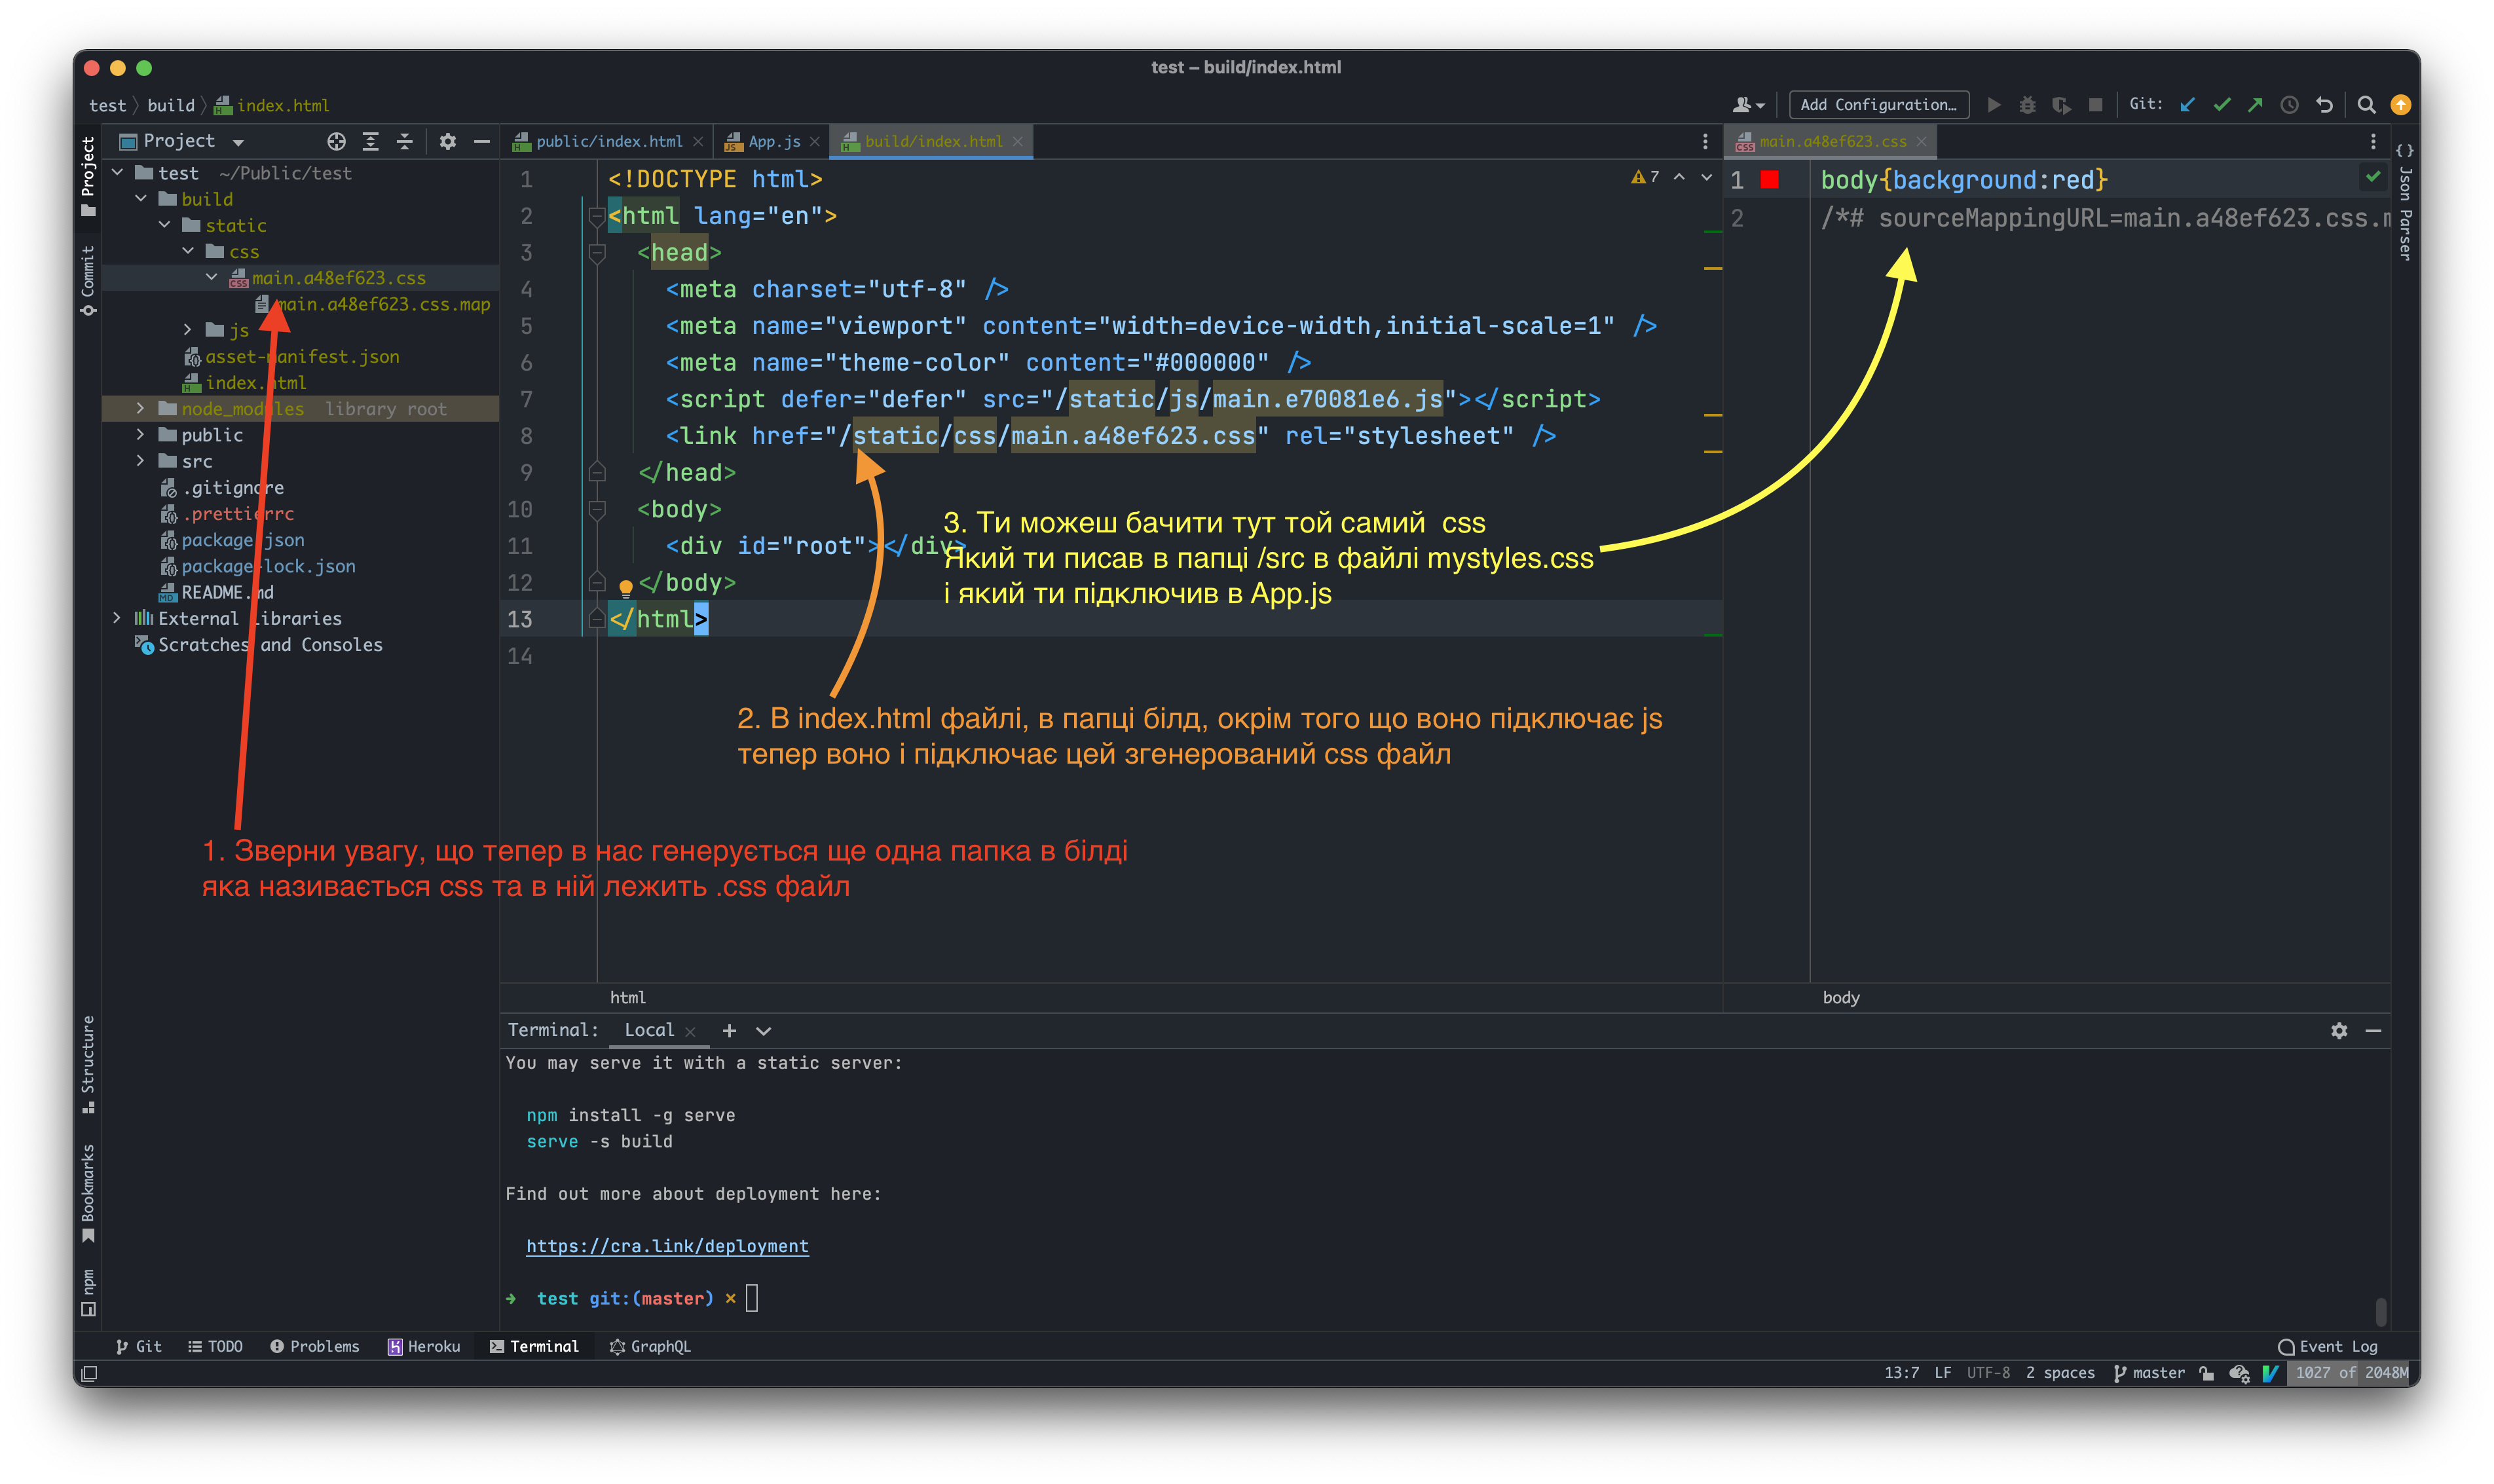 test – build/index.html
test
build
index.html
Add Configuration...
Git:
Project
public/index.html
App.js
build/index.html
main.a48ef623.css
Project
Commit
Structure
Bookmarks
npm
Json Parser
test ~/Public/test
build
static
css
main.a48ef623.css
main.a48ef623.css.map
js
asset-manifest.json
index.html
node_modules library root
public
src
.gitignore
.prettierrc
package.json
package-lock.json
README.md
External Libraries
Scratches and Consoles
7
1 <!DOCTYPE html>
2 <html lang="en">
3 <head>
4 <meta charset="utf-8" />
5 <meta name="viewport" content="width=device-width,initial-scale=1" />
6 <meta name="theme-color" content="#000000" />
7 <script defer="defer" src="/static/js/main.e70081e6.js"></script>
8 <link href="/static/css/main.a48ef623.css" rel="stylesheet" />
9 </head>
10 <body>
11 <div id="root"></div>
12 </body>
13 </html>
14
1 body{background:red}
2 /*# sourceMappingURL=main.a48ef623.css.m
3. Ти можеш бачити тут той самий css
Який ти писав в папці /src в файлі mystyles.css
і який ти підключив в App.js
2. В index.html файлі, в папці білд, окрім того що воно підключає js
тепер воно і підключає цей згенерований css файл
1. Зверни увагу, що тепер в нас генерується ще одна папка в білді
яка називається css та в ній лежить .css файл
html
body
Terminal: Local
You may serve it with a static server:
npm install -g serve
serve -s build
Find out more about deployment here:
https://cra.link/deployment
→ test git:(master) ×
Git
TODO
Problems
Heroku
Terminal
GraphQL
Event Log
13:7 LF UTF-8 2 spaces master 1027 of 2048M